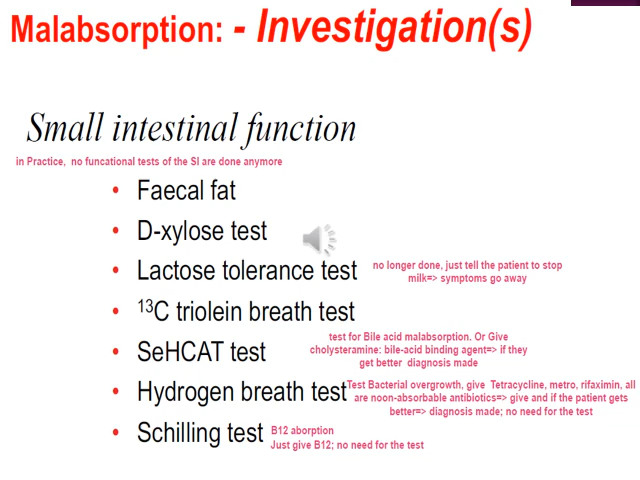 Malabsorption: - Investigation(s)
Small intestinal function
in Practice, no funcational tests of the SI are done anymore
• Faecal fat
• D-xylose test
• Lactose tolerance test
no longer done, just tell the patient to stop
milk=> symptoms go away
• ¹³C triolein breath test
• SeHCAT test
test for Bile acid malabsorption. Or Give
cholysteramine: bile-acid binding agent=> if they
get better diagnosis made
• Hydrogen breath test
Test Bacterial overgrowth, give Tetracycline, metro, rifaximin, all
are noon-absorbable antibiotics=> give and if the patient gets
better=> diagnosis made; no need for the test
• Schilling test
B12 aborption
Just give B12; no need for the test